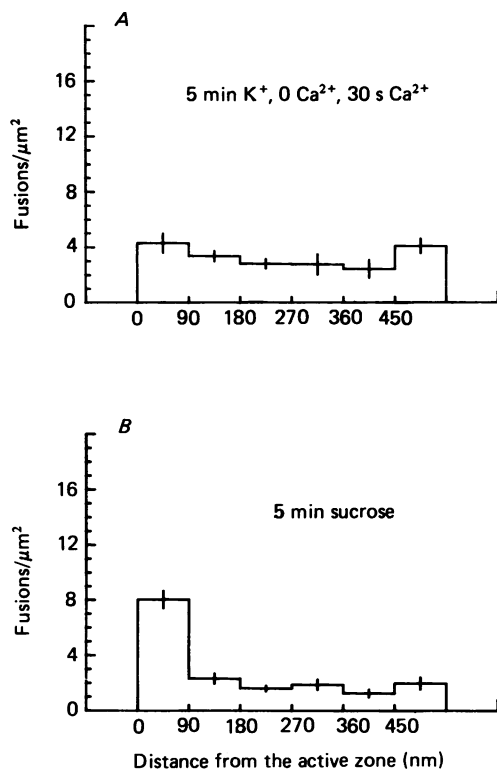 A
5 min K⁺, 0 Ca²⁺, 30 s Ca²⁺
Fusions/μm²
16
12
8
4
0
0 90 180 270 360 450
B
5 min sucrose
Fusions/μm²
16
12
8
4
0
0 90 180 270 360 450
Distance from the active zone (nm)